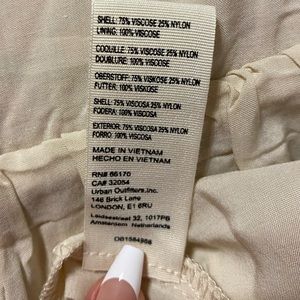 SHELL: 75% VISCOSE 25% NYLON
LINING: 100% VISCOSE
COQUILLE: 75% VISCOSE 25% NYLON
DOUBLURE: 100% VISCOSE
OBERSTOFF: 75% VISKOSE 25% NYLON
FUTTER: 100% VISKOSE
SHELL: 75% VISCOSA 25% NYLON
FODERA: 100% VISCOSA
EXTERIOR: 75% VISCOSA 25% NYLON
FORRO: 100% VISCOSA
MADE IN VIETNAM
HECHO EN VIETNAM
RN# 66170
CA# 32054
Urban Outfitters.Inc.
146 Brick Lane
LONDON, E1 6RU
Leidsestraat 32, 1017PB
Amsterdam Netherlands